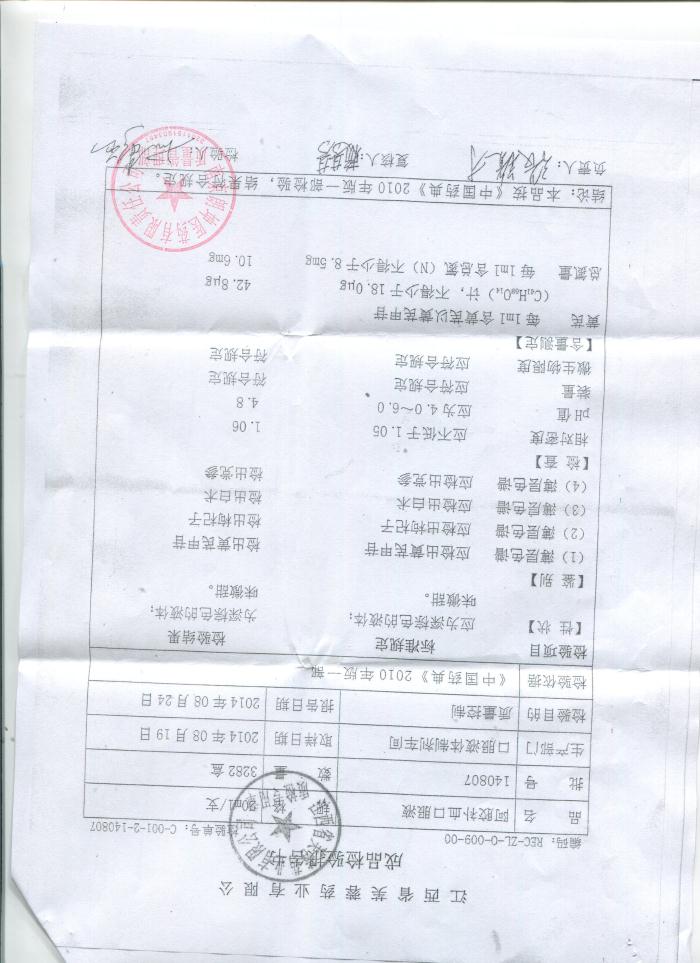 江西省芙蓉药业有限公
成品检验报告书
编码：REC-ZL-Q-009-00 检验单号：C-001-2-140807
品 名 阿胶补血口服液 规 格 20ml/支
批 号 140807 数 量 3282盒
生产部门 口服液体制剂车间 取样日期 2014年08月19日
检验目的 质量控制 报告日期 2014年08月24日
检验依据 《中国药典》2010年版一部
检验项目 标准规定 检验结果
【性 状】 应为深棕色的液体； 为深棕色的液体；
味微甜。 味微甜。
【鉴 别】
（1）薄层色谱 应检出黄芪甲苷 检出黄芪甲苷
（2）薄层色谱 应检出枸杞子 检出枸杞子
（3）薄层色谱 应检出白术 检出白术
（4）薄层色谱 应检出党参 检出党参
【检 查】
相对密度 应不低于1.05 1.06
pH值 应为4.0～6.0 4.8
装量 应符合规定 符合规定
微生物限度 应符合规定 符合规定
【含量测定】
黄芪 每1ml含黄芪以黄芪甲苷
（C₄₁H₆₈O₁₄）计，不得少于18.0μg 42.8μg
总氮量 每1ml含总氮（N）不得少于8.5mg 10.6mg
结论：本品按《中国药典》2010年版一部检验，结果符合规定。
负责人： 复核人： 检验人
医药有限责任公司
质量管理部